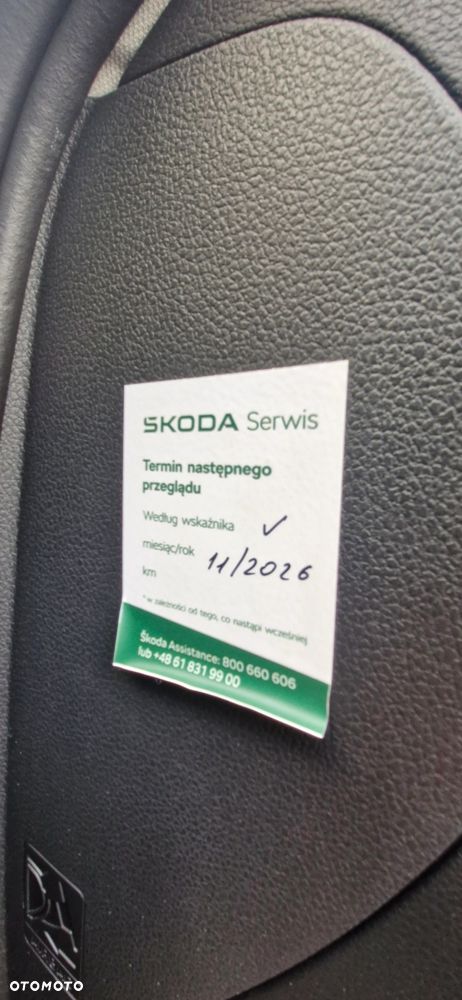 ŠKODA Serwis
Termin następnego
przeglądu
Według wskaźnika ✓
miesiąc/rok 11/2026
km
* w zależności od tego, co nastąpi wcześniej
Škoda Assistance: 800 660 606
lub +48 61 831 99 00
OTOMOTO